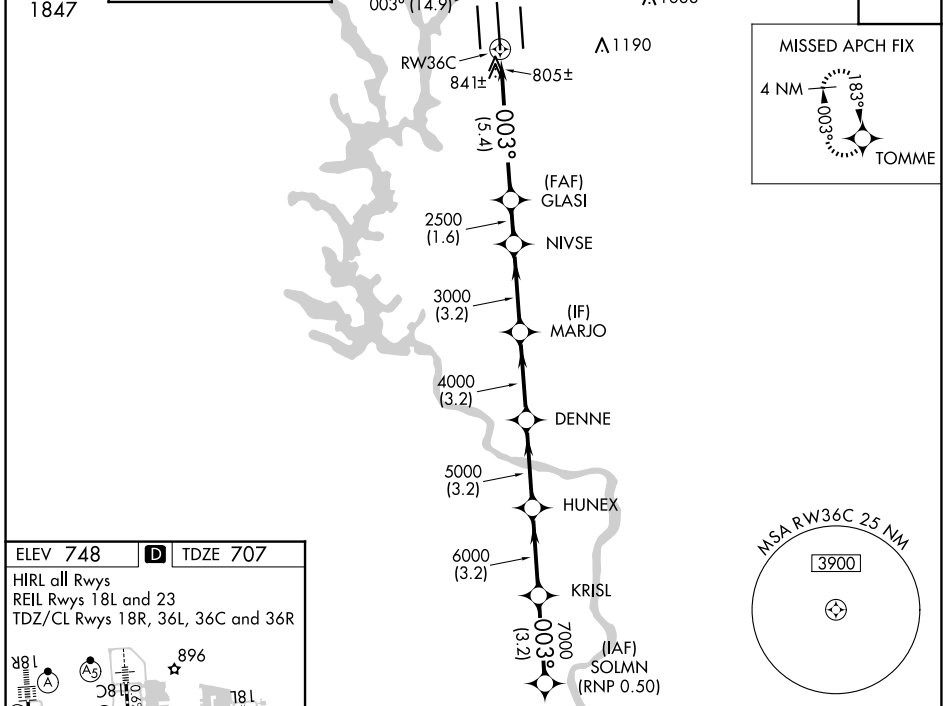 1847
003° (14.9)
RW36C
1190
841±
805±
MISSED APCH FIX
4 NM
183°
003°
TOMME
003°
(5.4)
(FAF)
GLASI
2500
(1.6)
NIVSE
3000
(3.2)
(IF)
MARJO
4000
(3.2)
DENNE
5000
(3.2)
HUNEX
6000
(3.2)
KRISL
003°
7000
(3.2)
(IAF)
SOLMN
(RNP 0.50)
MSA RW36C 25 NM
3900
ELEV 748 D TDZE 707
HIRL all Rwys
REIL Rwys 18L and 23
TDZ/CL Rwys 18R, 36L, 36C and 36R
18R
A
A5
896
18C
18L